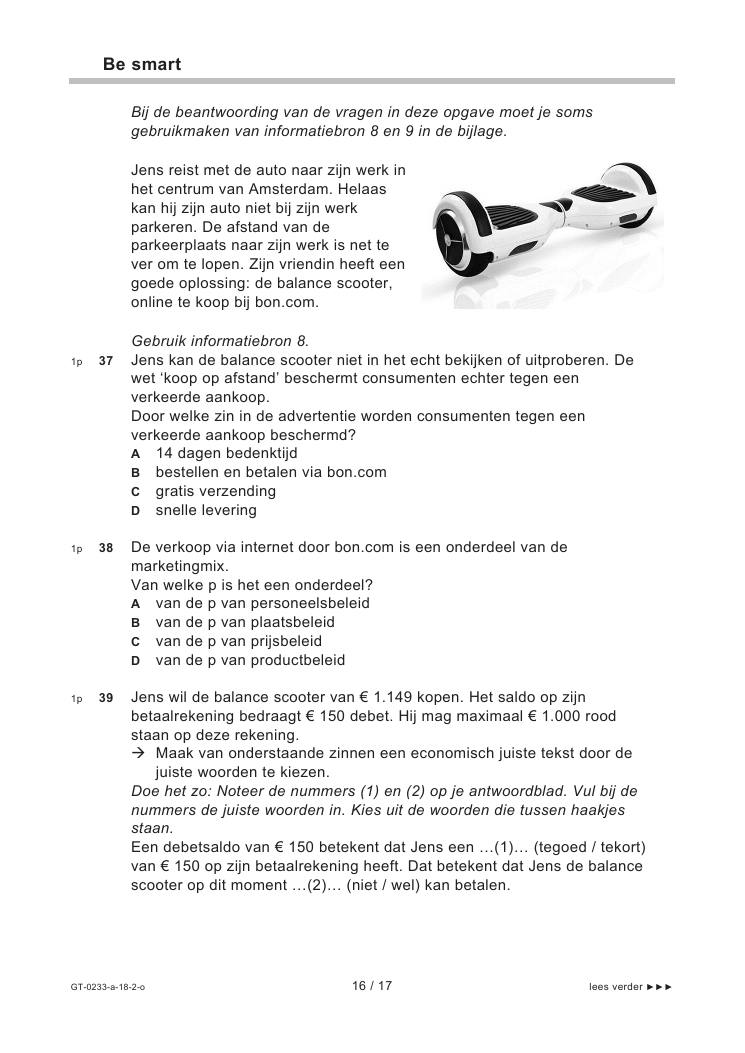 Be smart
Bij de beantwoording van de vragen in deze opgave moet je soms
gebruikmaken van informatiebron 8 en 9 in de bijlage.
Jens reist met de auto naar zijn werk in
het centrum van Amsterdam. Helaas
kan hij zijn auto niet bij zijn werk
parkeren. De afstand van de
parkeerplaats naar zijn werk is net te
ver om te lopen. Zijn vriendin heeft een
goede oplossing: de balance scooter,
online te koop bij bon.com.
Gebruik informatiebron 8.
1p 37 Jens kan de balance scooter niet in het echt bekijken of uitproberen. De
wet ‘koop op afstand’ beschermt consumenten echter tegen een
verkeerde aankoop.
Door welke zin in de advertentie worden consumenten tegen een
verkeerde aankoop beschermd?
A 14 dagen bedenktijd
B bestellen en betalen via bon.com
C gratis verzending
D snelle levering
1p 38 De verkoop via internet door bon.com is een onderdeel van de
marketingmix.
Van welke p is het een onderdeel?
A van de p van personeelsbeleid
B van de p van plaatsbeleid
C van de p van prijsbeleid
D van de p van productbeleid
1p 39 Jens wil de balance scooter van € 1.149 kopen. Het saldo op zijn
betaalrekening bedraagt € 150 debet. Hij mag maximaal € 1.000 rood
staan op deze rekening.
→ Maak van onderstaande zinnen een economisch juiste tekst door de
juiste woorden te kiezen.
Doe het zo: Noteer de nummers (1) en (2) op je antwoordblad. Vul bij de
nummers de juiste woorden in. Kies uit de woorden die tussen haakjes
staan.
Een debetsaldo van € 150 betekent dat Jens een …(1)… (tegoed / tekort)
van € 150 op zijn betaalrekening heeft. Dat betekent dat Jens de balance
scooter op dit moment …(2)… (niet / wel) kan betalen.
GT-0233-a-18-2-o 16 / 17 lees verder ►►►